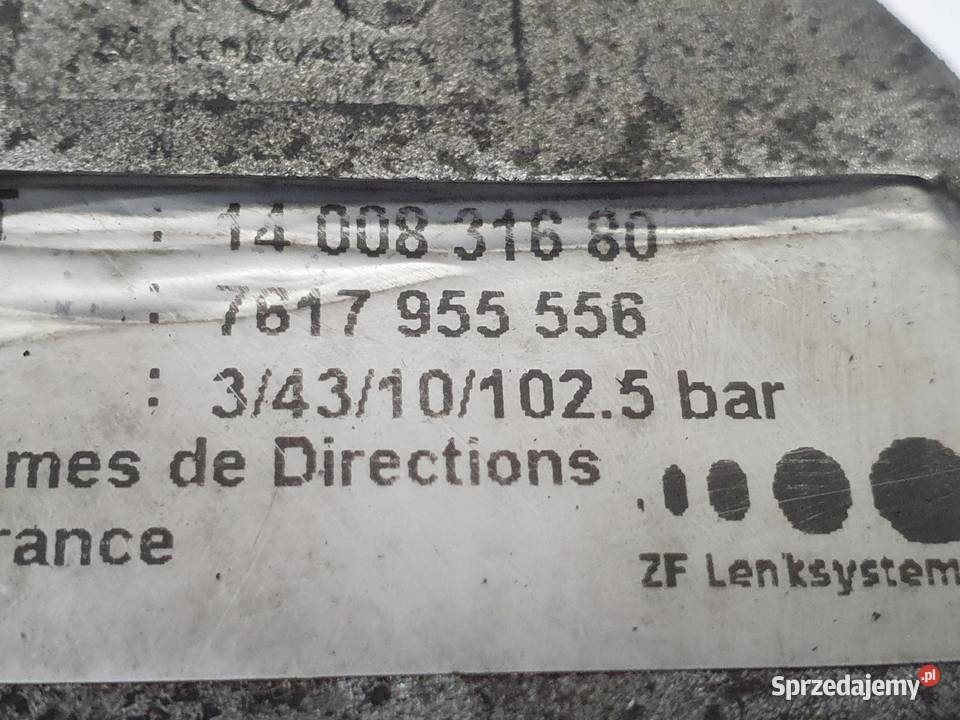 : 14 008 316 80
: 7617 955 556
: 3/43/10/102.5 bar
mes de Directions
rance
ZF Lenksystem
Sprzedajemy.pl